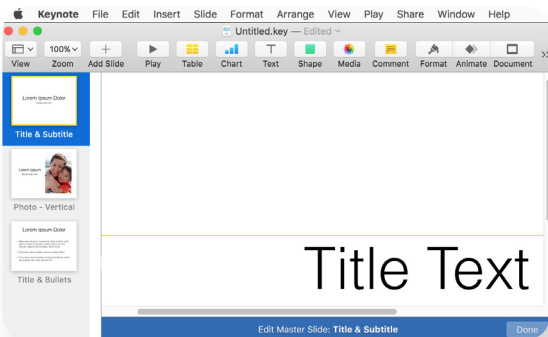 Keynote File Edit Insert Slide Format Arrange View Play Share Window Help
Untitled.key — Edited
100%
View Zoom Add Slide Play Table Chart Text Shape Media Comment Format Animate Document
Lorem Ipsum Dolor
Title & Subtitle
Lorem Ipsum
Photo - Vertical
Lorem Ipsum Dolor
Title & Bullets
Title Text
Edit Master Slide: Title & Subtitle
Done